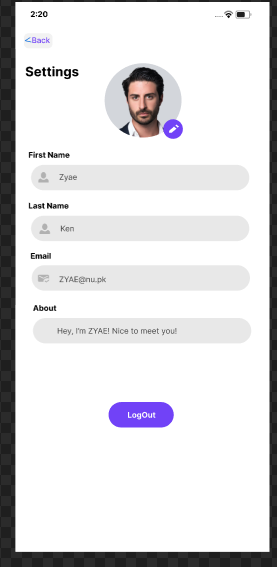 2:20
<Back
Settings
First Name
Zyae
Last Name
Ken
Email
ZYAE@nu.pk
About
Hey, I'm ZYAE! Nice to meet you!
LogOut